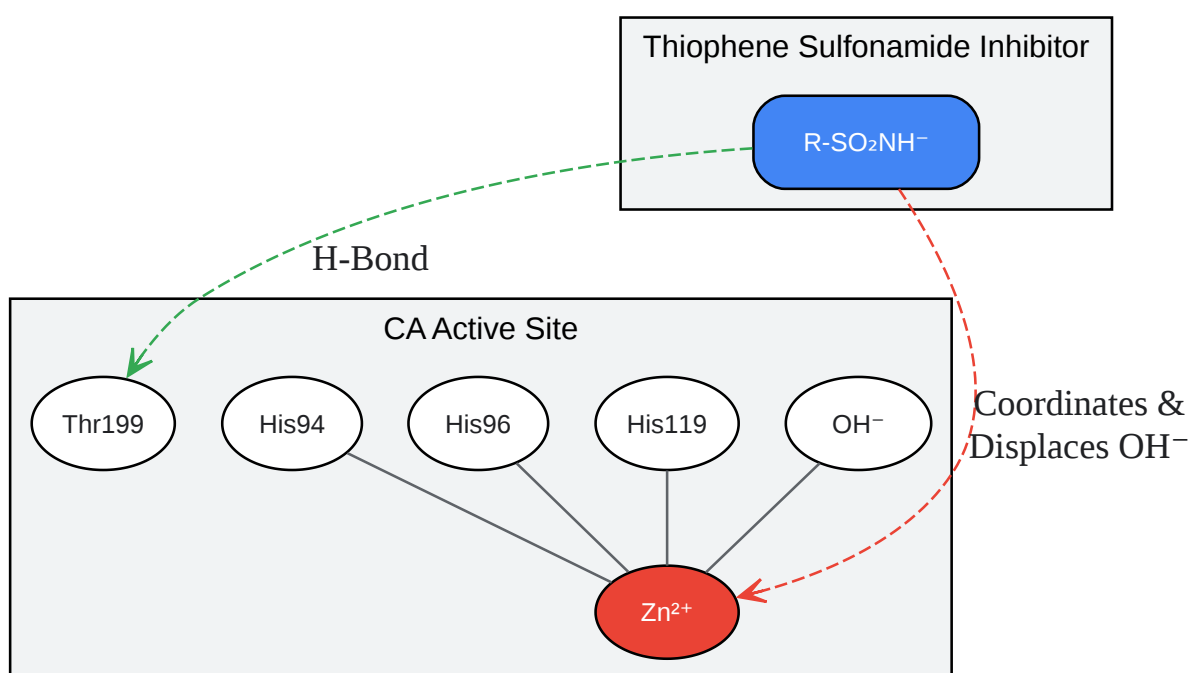 Thiophene Sulfonamide Inhibitor
R-SO₂NH⁻
H-Bond
CA Active Site
Thr199
His94
His96
His119
OH⁻
Coordinates &
Displaces OH⁻
Zn²⁺